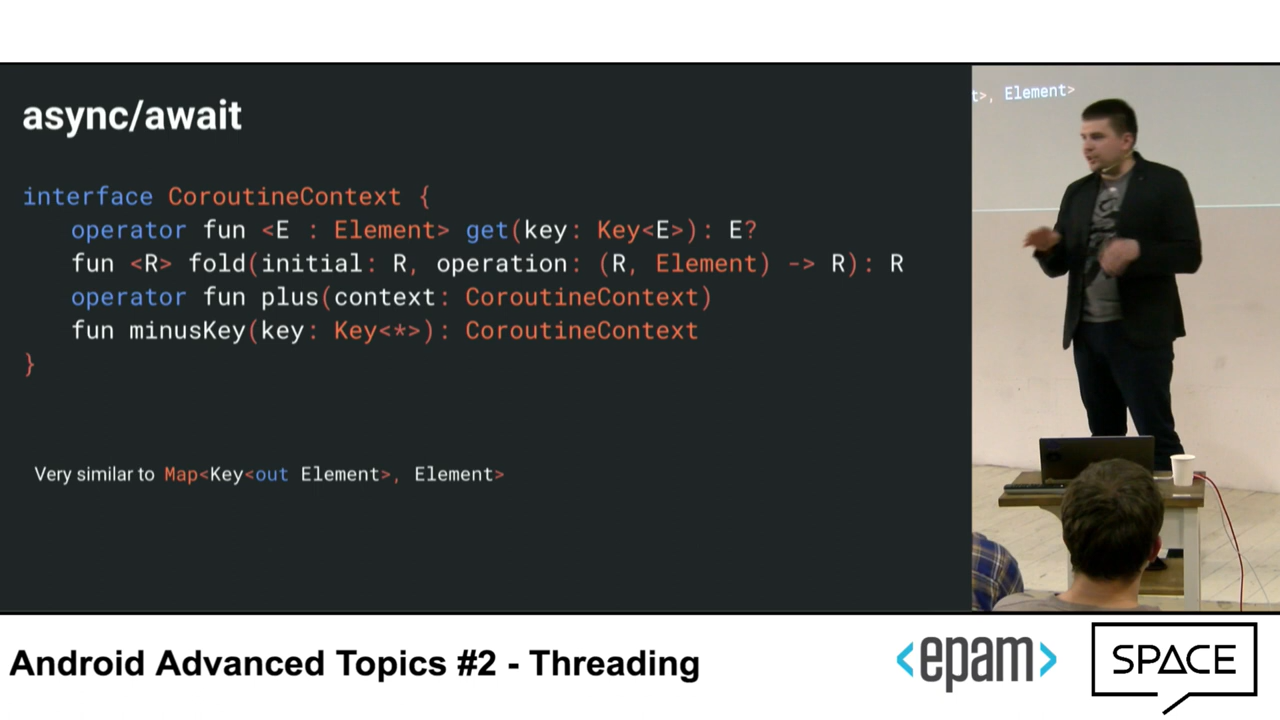 async/await
interface CoroutineContext {
operator fun <E : Element> get(key: Key<E>): E?
fun <R> fold(initial: R, operation: (R, Element) -> R): R
operator fun plus(context: CoroutineContext)
fun minusKey(key: Key<*>): CoroutineContext
}
Very similar to Map<Key<out Element>, Element>
t>, Element>
Android Advanced Topics #2 - Threading
<epam>
SPACE